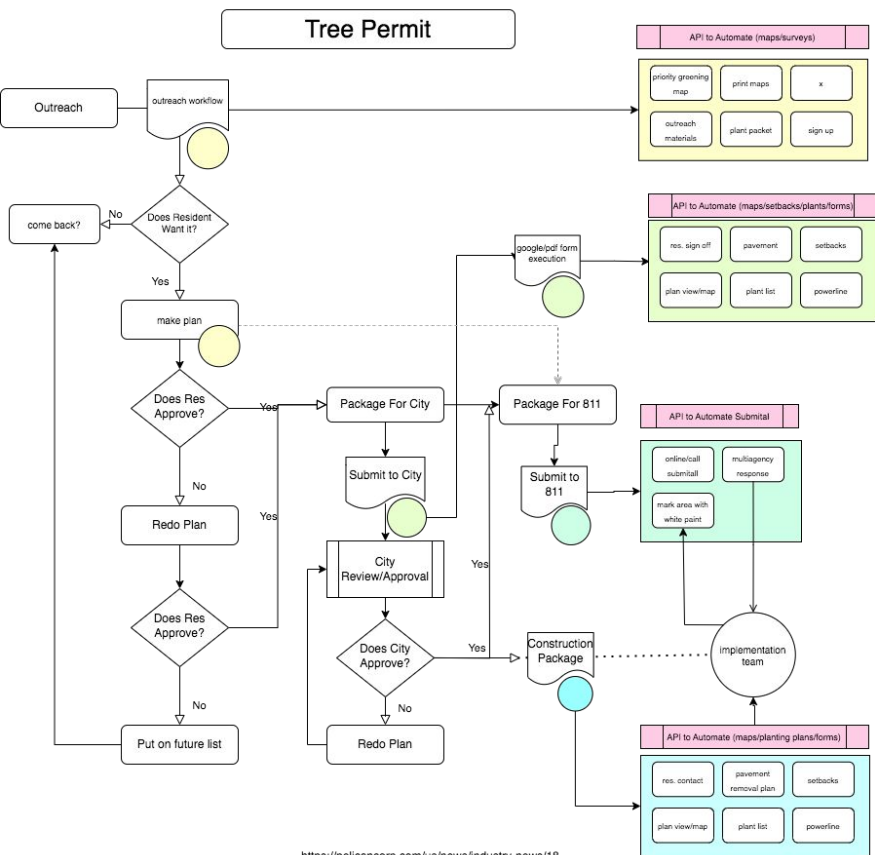 Tree Permit
API to Automate (maps/surveys)
priority greening
map
print maps
x
outreach
materials
plant packet
sign up
Outreach
outreach workflow
come back?
No
Does Resident
Want it?
Yes
make plan
Does Res
Approve?
Yes
No
Redo Plan
Yes
Does Res
Approve?
No
Put on future list
google/pdf form
execution
API to Automate (maps/setbacks/plants/forms)
res. sign off
pavement
setbacks
plan view/map
plant list
powerline
Package For City
Submit to City
City
Review/Approval
Does City
Approve?
Yes
Yes
No
Redo Plan
Package For 811
Submit to
811
API to Automate Submital
online/call
submitall
multiagency
response
mark area with
white paint
Construction
Package
implementation
team
API to Automate (maps/planting plans/forms)
res. contact
pavement
removal plan
setbacks
plan view/map
plant list
powerline